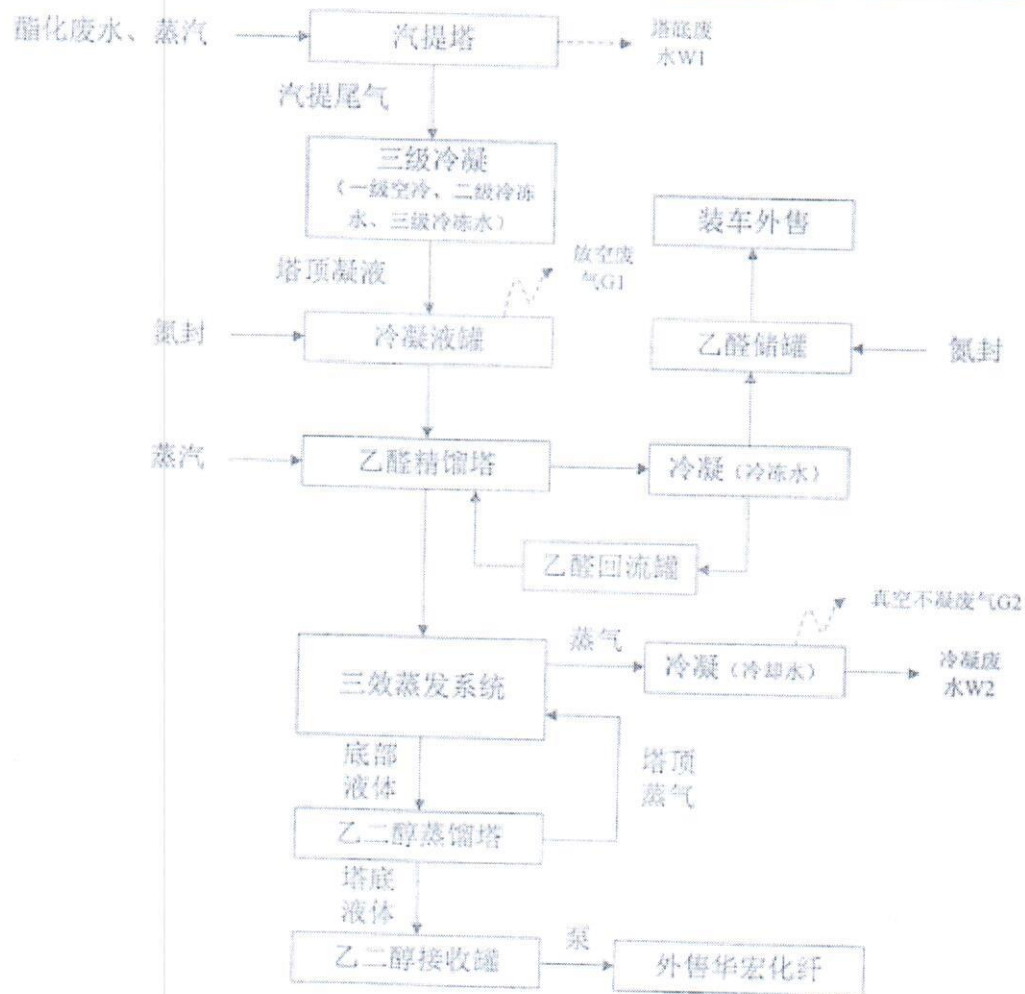 酯化废水、蒸汽
汽提塔
塔底废
水W1
汽提尾气
三级冷凝
（一级空冷、二级冷冻
水、三级冷冻水）
装车外售
塔顶凝液
放空废
气G1
氮封
冷凝液罐
乙醛储罐
氮封
蒸汽
乙醛精馏塔
冷凝（冷冻水）
乙醛回流罐
真空不凝废气G2
蒸气
三效蒸发系统
冷凝（冷却水）
冷凝废
水W2
底部
液体
塔顶
蒸气
乙二醇蒸馏塔
塔底
液体
乙二醇接收罐
泵
外售华宏化纤